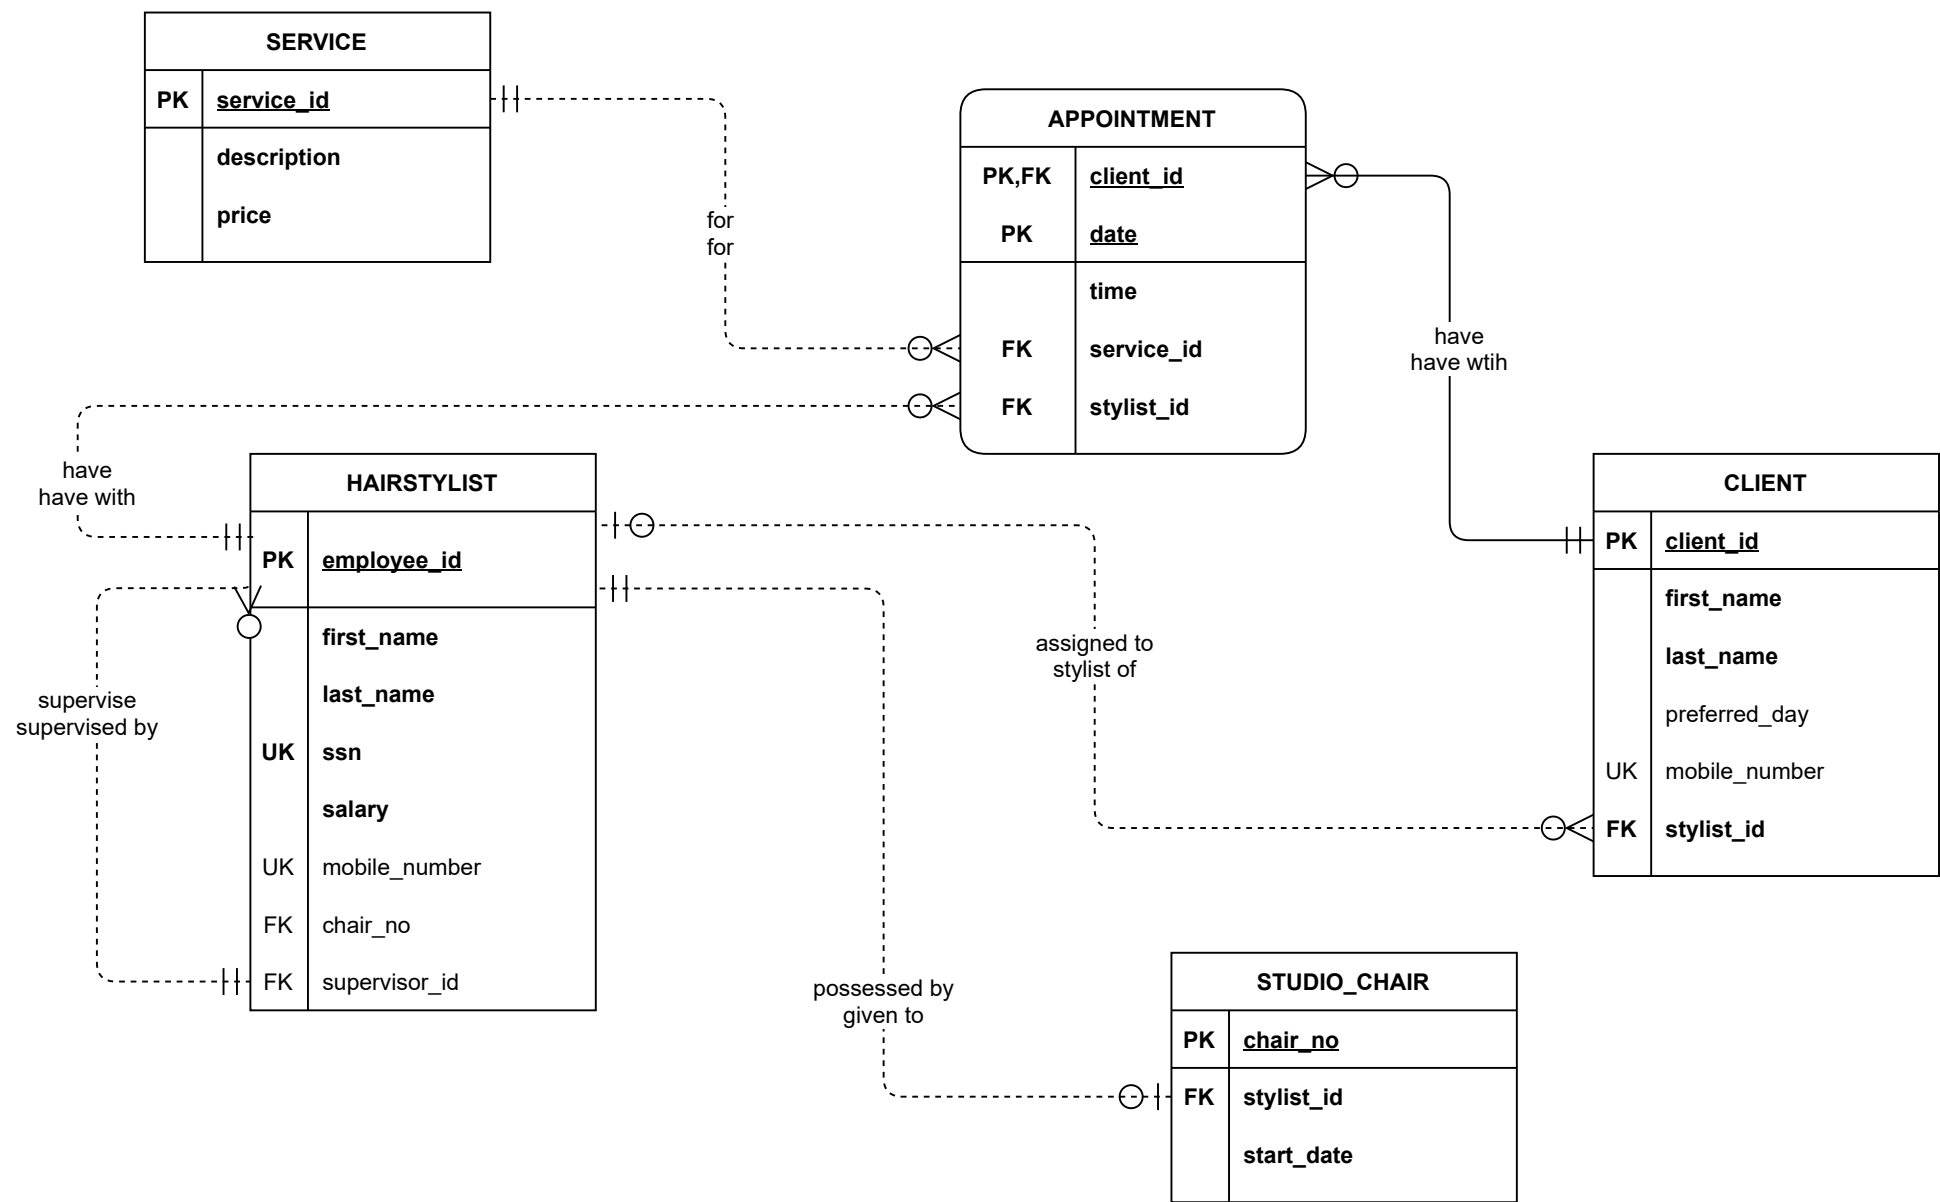 SERVICE
PK service_id
description
price
for
for
APPOINTMENT
PK,FK client_id
PK date
time
FK service_id
FK stylist_id
have
have wtih
have
have with
HAIRSTYLIST
PK employee_id
first_name
last_name
UK ssn
salary
UK mobile_number
FK chair_no
FK supervisor_id
supervise
supervised by
assigned to
stylist of
CLIENT
PK client_id
first_name
last_name
preferred_day
UK mobile_number
FK stylist_id
possessed by
given to
STUDIO_CHAIR
PK chair_no
FK stylist_id
start_date